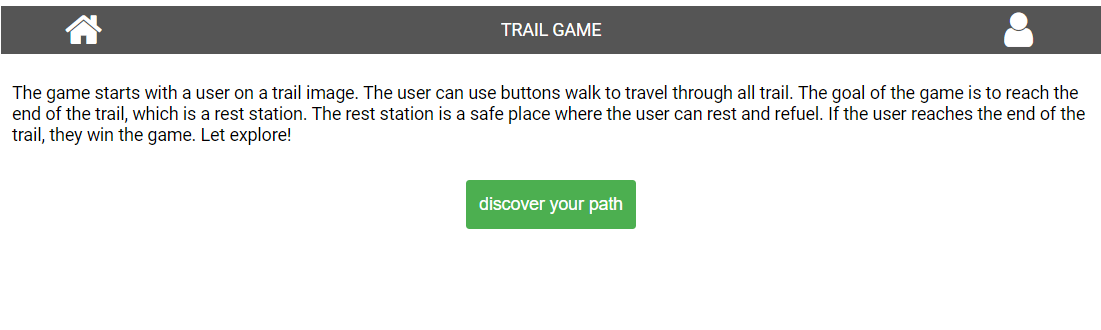 TRAIL GAME
The game starts with a user on a trail image. The user can use buttons walk to travel through all trail. The goal of the game is to reach the
end of the trail, which is a rest station. The rest station is a safe place where the user can rest and refuel. If the user reaches the end of the
trail, they win the game. Let explore!
discover your path